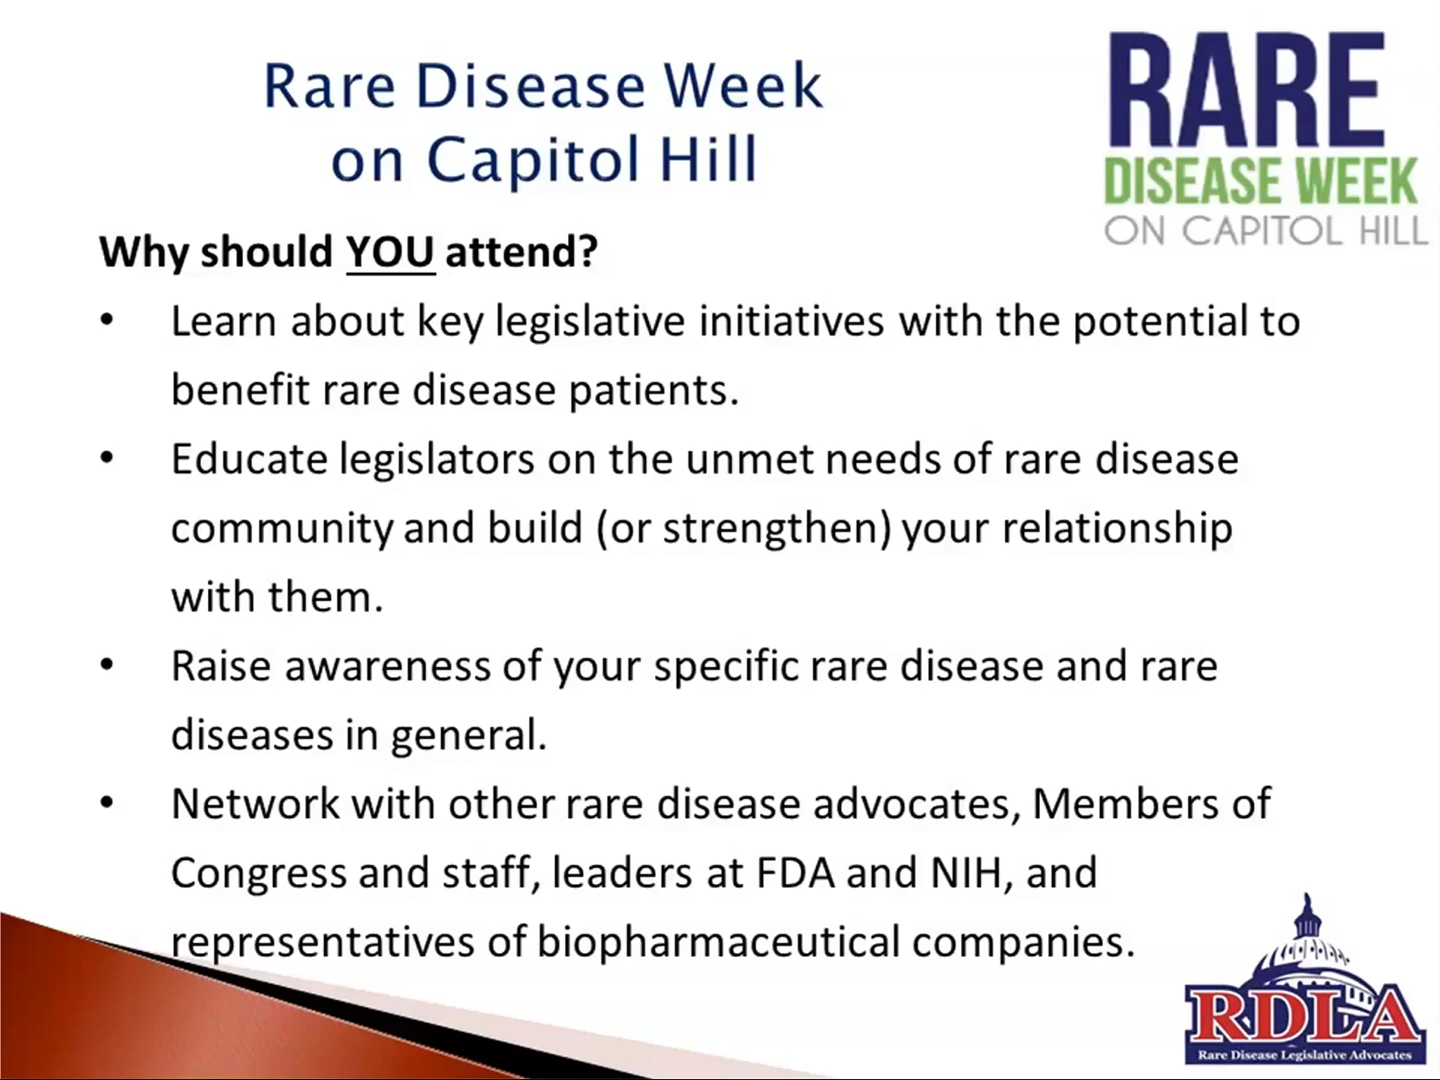 Rare Disease Week
on Capitol Hill
RARE
DISEASE WEEK
ON CAPITOL HILL
Why should YOU attend?
• Learn about key legislative initiatives with the potential to
benefit rare disease patients.
• Educate legislators on the unmet needs of rare disease
community and build (or strengthen) your relationship
with them.
• Raise awareness of your specific rare disease and rare
diseases in general.
• Network with other rare disease advocates, Members of
Congress and staff, leaders at FDA and NIH, and
representatives of biopharmaceutical companies.
RDLA
Rare Disease Legislative Advocates